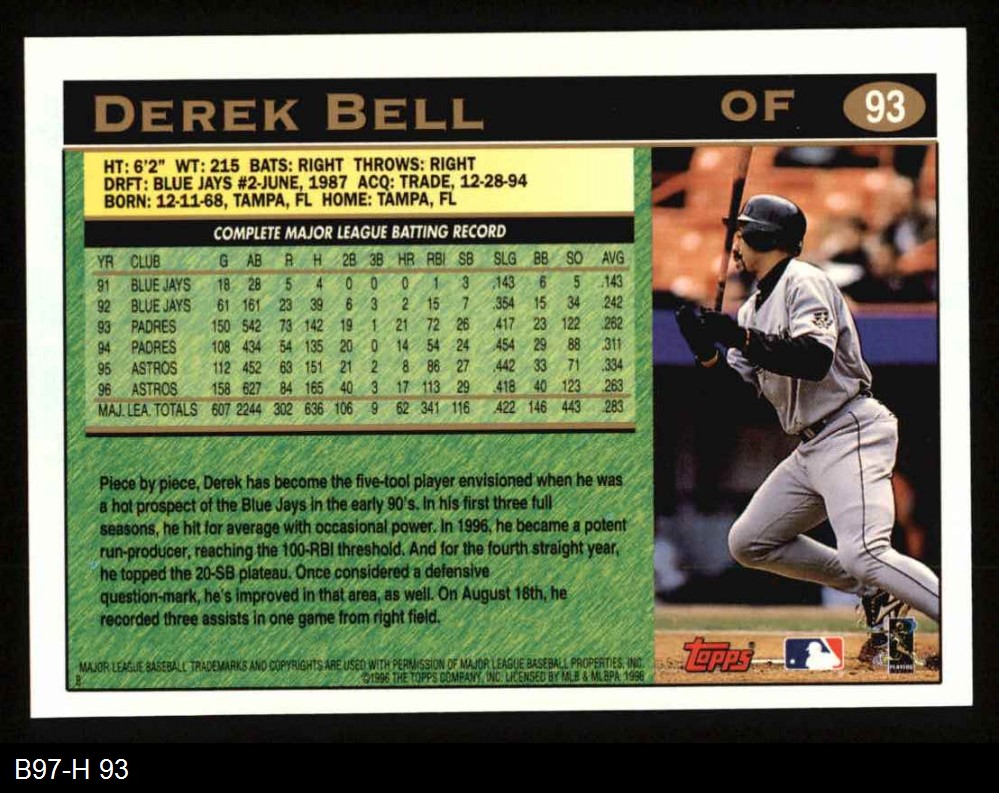 DEREK BELL OF 93
HT: 6'2" WT: 215 BATS: RIGHT THROWS: RIGHT
DRFT: BLUE JAYS #2-JUNE, 1987 ACQ: TRADE, 12-28-94
BORN: 12-11-68, TAMPA, FL HOME: TAMPA, FL
COMPLETE MAJOR LEAGUE BATTING RECORD
YR CLUB G AB R H 2B 3B HR RBI SB SLG BB SO AVG
91 BLUE JAYS 18 28 5 4 0 0 0 1 3 .143 6 5 .143
92 BLUE JAYS 61 161 23 39 6 3 2 15 7 .354 15 34 .242
93 PADRES 150 542 73 142 19 1 21 72 26 .417 23 122 .262
94 PADRES 108 434 54 135 20 0 14 54 24 .454 29 88 .311
95 ASTROS 112 452 63 151 21 2 8 86 27 .442 33 71 .334
96 ASTROS 158 627 84 165 40 3 17 113 29 .418 40 123 .263
MAJ. LEA. TOTALS 607 2244 302 636 106 9 62 341 116 .422 146 443 .283
Piece by piece, Derek has become the five-tool player envisioned when he was
a hot prospect of the Blue Jays in the early 90's. In his first three full
seasons, he hit for average with occasional power. In 1996, he became a potent
run-producer, reaching the 100-RBI threshold. And for the fourth straight year,
he topped the 20-SB plateau. Once considered a defensive
question-mark, he's improved in that area, as well. On August 18th, he
recorded three assists in one game from right field.
MAJOR LEAGUE BASEBALL TRADEMARKS AND COPYRIGHTS ARE USED WITH PERMISSION OF MAJOR LEAGUE BASEBALL PROPERTIES, INC.
©1996 THE TOPPS COMPANY, INC. LICENSED BY MLB & MLBPA 1996
Topps
PLAYERS
B97-H 93